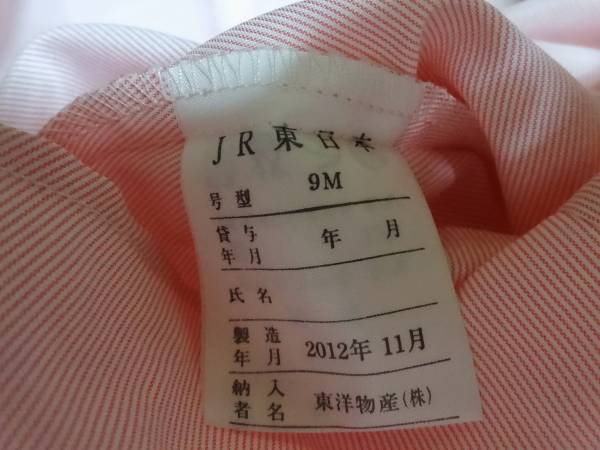 JR東日本
号型 9M
貸与年月 年 月
氏名
製造年月 2012年 11月
納入者名 東洋物産(株)